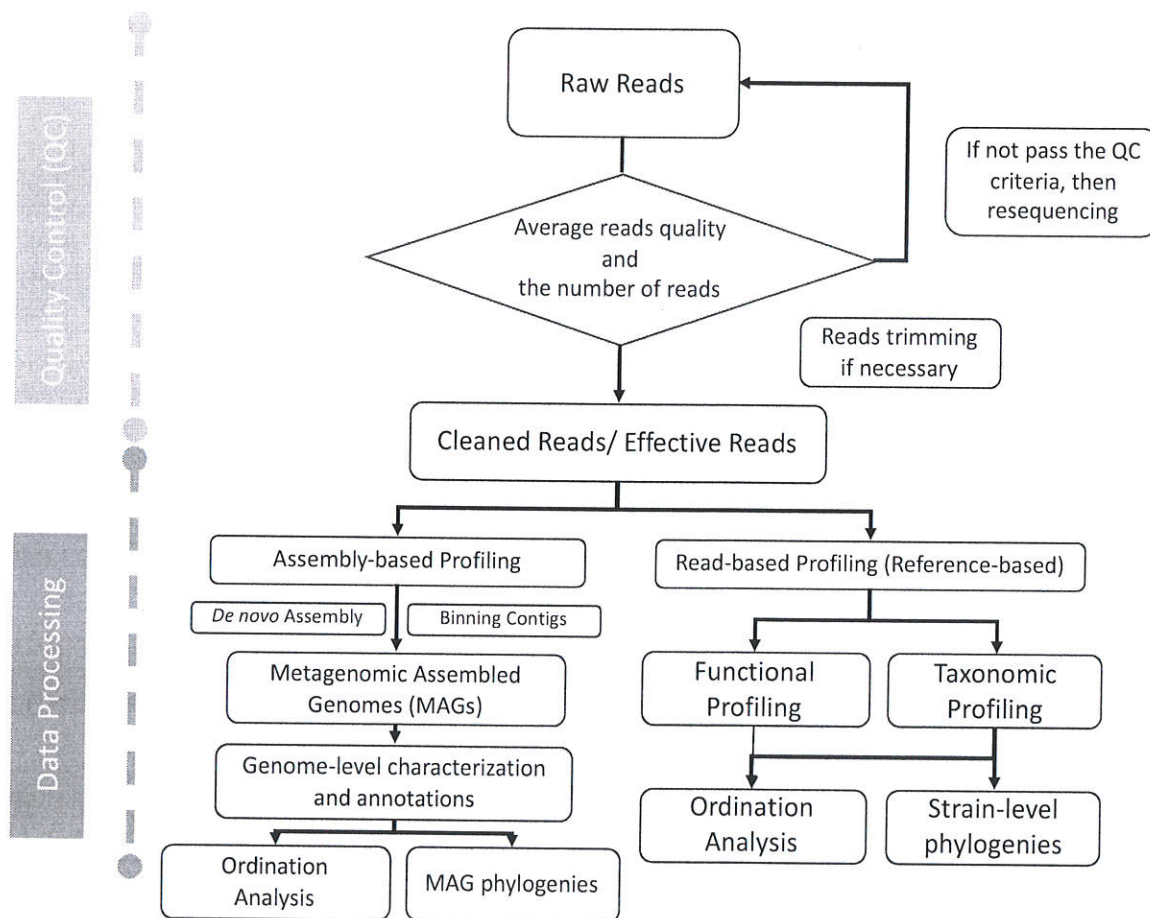 Quality Control (QC)
Raw Reads
If not pass the QC
criteria, then
resequencing
Average reads quality
and
the number of reads
Reads trimming
if necessary
Cleaned Reads/ Effective Reads
Data Processing
Assembly-based Profiling
Read-based Profiling (Reference-based)
De novo Assembly
Binning Contigs
Metagenomic Assembled
Genomes (MAGs)
Functional
Profiling
Taxonomic
Profiling
Genome-level characterization
and annotations
Ordination
Analysis
Strain-level
phylogenies
Ordination
Analysis
MAG phylogenies